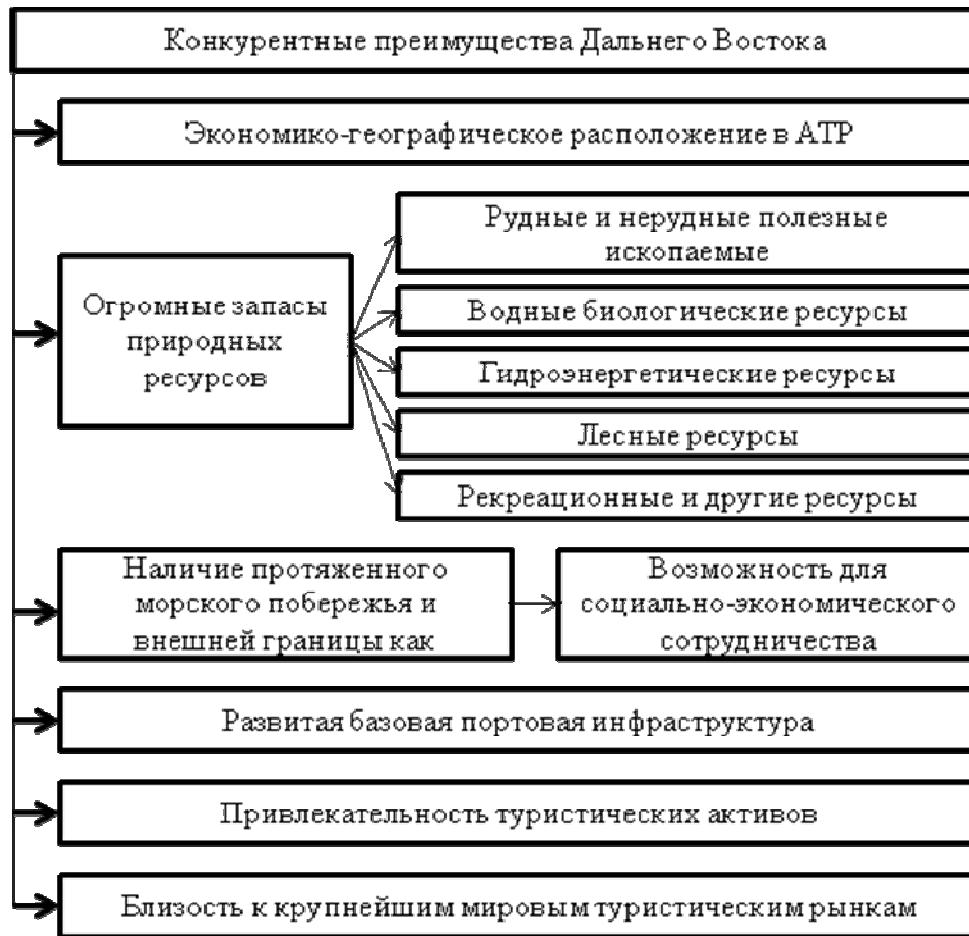 Конкурентные преимущества Дальнего Востока
Экономико-географическое расположение в АТР
Огромные запасы
природных
ресурсов
Рудные и нерудные полезные
ископаемые
Водные биологические ресурсы
Гидроэнергетические ресурсы
Лесные ресурсы
Рекреационные и другие ресурсы
Наличие протяженного
морского побережья и
внешней границы как
Возможность для
социально-экономического
сотрудничества
Развитая базовая портовая инфраструктура
Привлекательность туристических активов
Близость к крупнейшим мировым туристическим рынкам